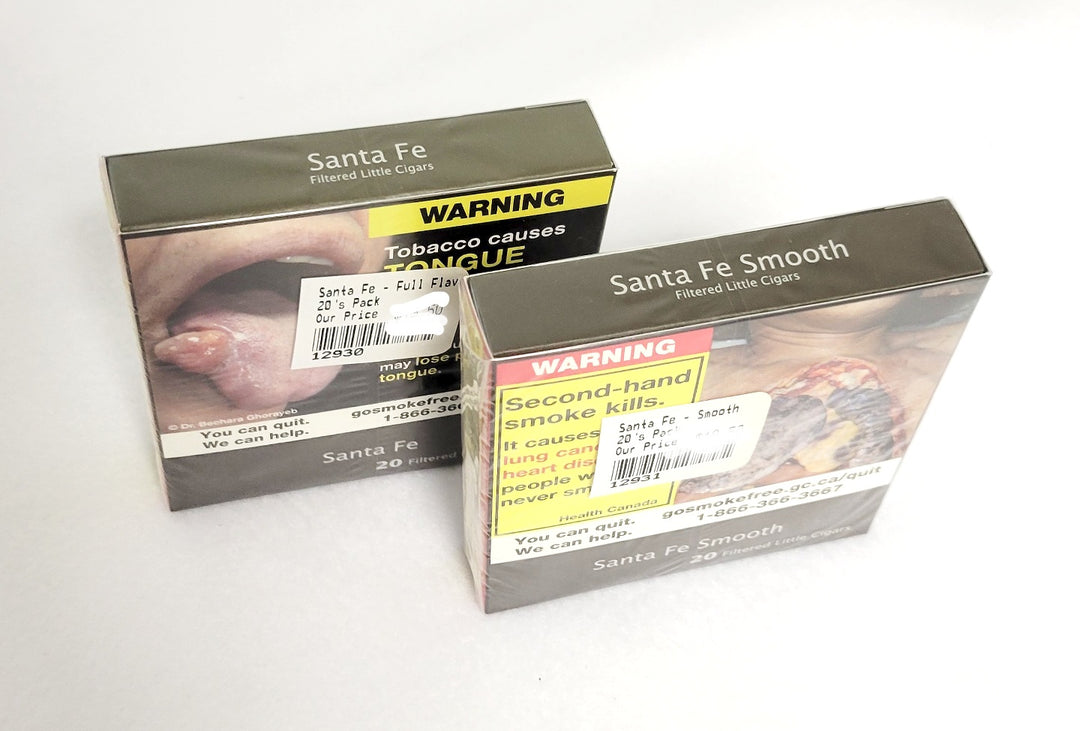 Santa Fe
Filtered Little Cigars
WARNING
Tobacco causes
TONGUE
Santa Fe - Full Flav
20's Pack
Our Price
12930
may lose
tongue.
© Dr. Bechara Ghorayeb
You can quit.
We can help.
gosmokefree.
1-866-366
Santa Fe
20 Filtered
Santa Fe Smooth
Filtered Little Cigars
WARNING
Second-hand
smoke kills.
It causes
lung
heart
people
never
Health Canada
Santa Fe - Smooth
20's Pack
Our Price
12931
You can quit.
We can help.
gosmokefree.gc.ca/quit
1-866-366-3667
Santa Fe Smooth
20 Filtered Little Cigars